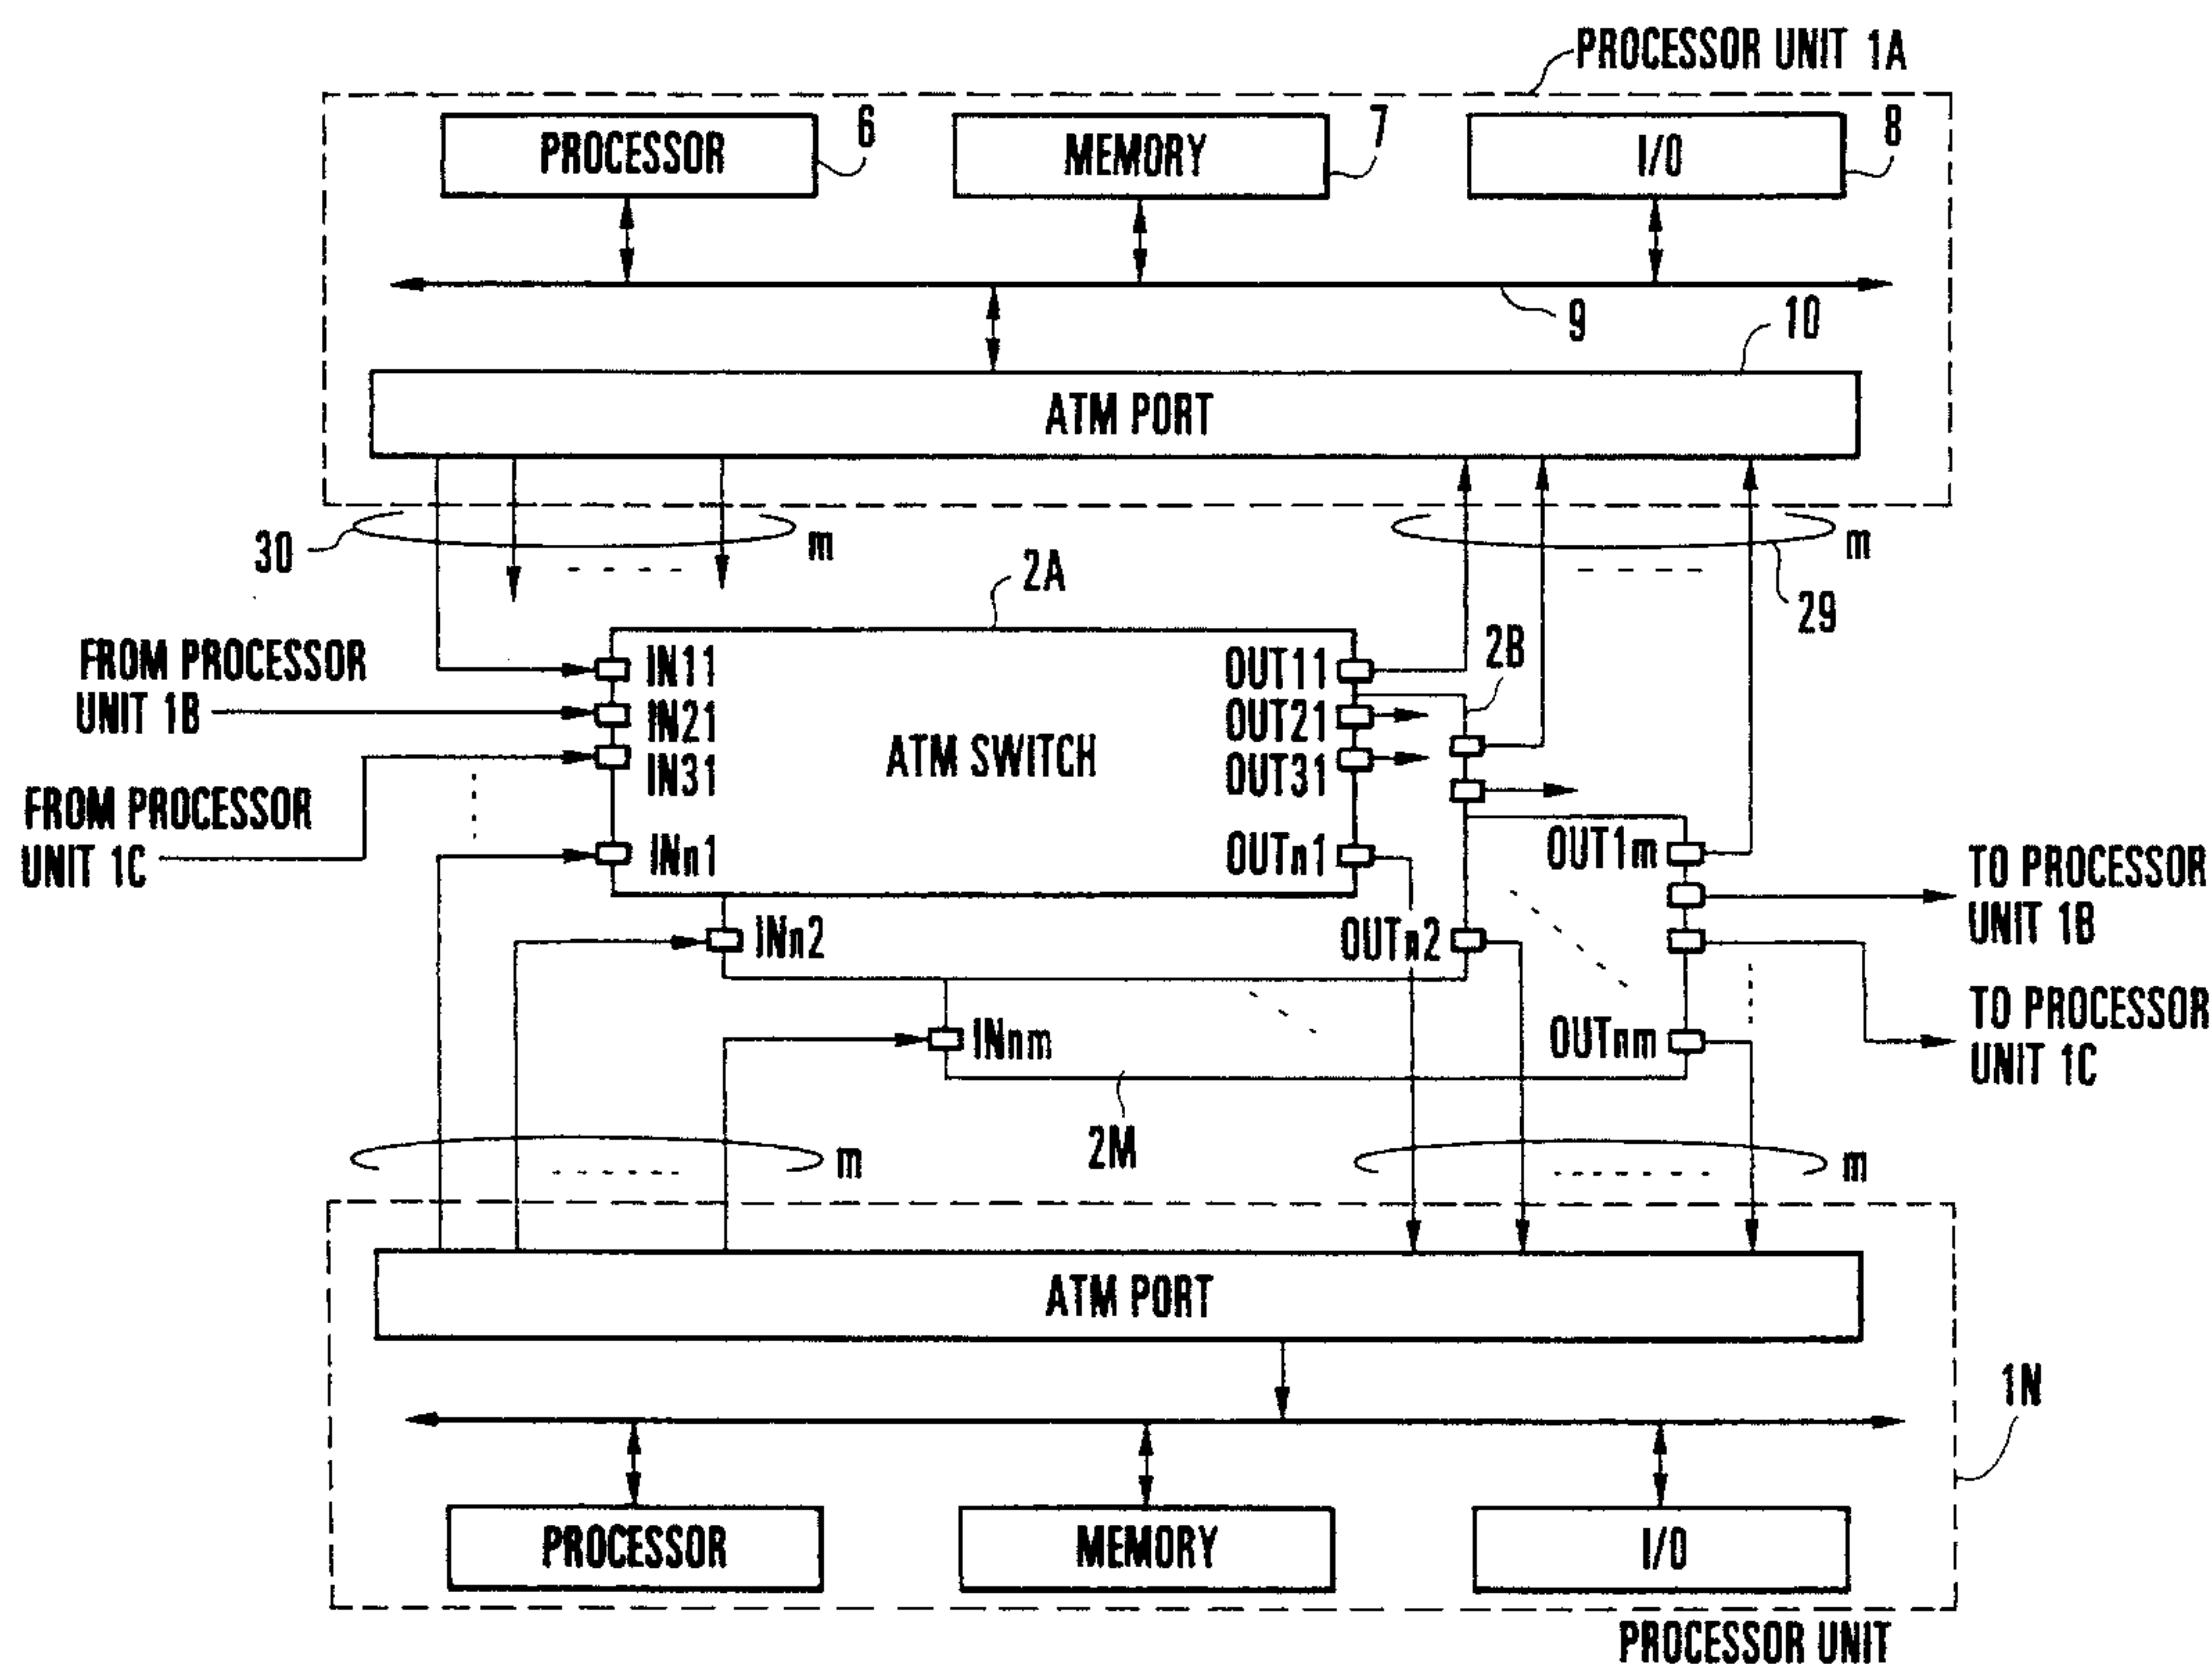 PROCESSOR UNIT 1A
PROCESSOR
6
MEMORY
7
I/O
8
9
10
ATM PORT
30
m
m
29
2A
2B
FROM PROCESSOR
UNIT 1B
FROM PROCESSOR
UNIT 1C
IN11
IN21
IN31
INn1
ATM SWITCH
OUT11
OUT21
OUT31
OUTn1
INn2
OUTn2
OUT1m
INnm
OUTnm
TO PROCESSOR
UNIT 1B
TO PROCESSOR
UNIT 1C
2M
m
m
ATM PORT
1N
PROCESSOR
MEMORY
I/O
PROCESSOR UNIT